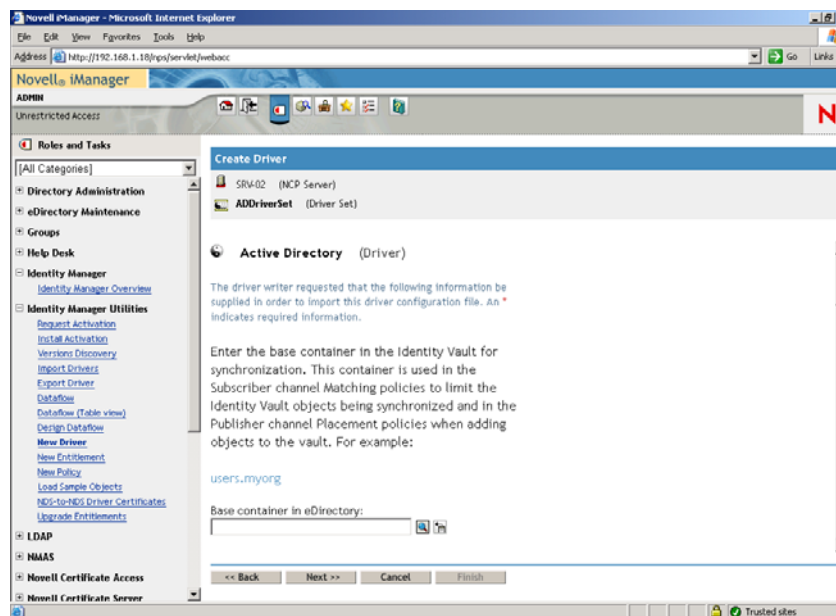 Novell iManager - Microsoft Internet Explorer
File Edit View Favorites Tools Help
Address http://192.168.1.18/nps/servlet/webacc Go Links
Novell® iManager
ADMIN
Unrestricted Access
N
Roles and Tasks
[All Categories]
Directory Administration
eDirectory Maintenance
Groups
Help Desk
Identity Manager
Identity Manager Overview
Identity Manager Utilities
Request Activation
Install Activation
Versions Discovery
Import Drivers
Export Driver
Dataflow
Dataflow (Table view)
Design Dataflow
New Driver
New Entitlement
New Policy
Load Sample Objects
NDS-to-NDS Driver Certificates
Upgrade Entitlements
LDAP
NMAS
Novell Certificate Access
Novell Certificate Server
Create Driver
SRV-02 (NCP Server)
ADDriverSet (Driver Set)
Active Directory (Driver)
The driver writer requested that the following information be
supplied in order to import this driver configuration file. An *
indicates required information.
Enter the base container in the Identity Vault for
synchronization. This container is used in the
Subscriber channel Matching policies to limit the
Identity Vault objects being synchronized and in the
Publisher channel Placement policies when adding
objects to the vault. For example:
users.myorg
Base container in eDirectory:
<< Back Next >> Cancel Finish
Trusted sites